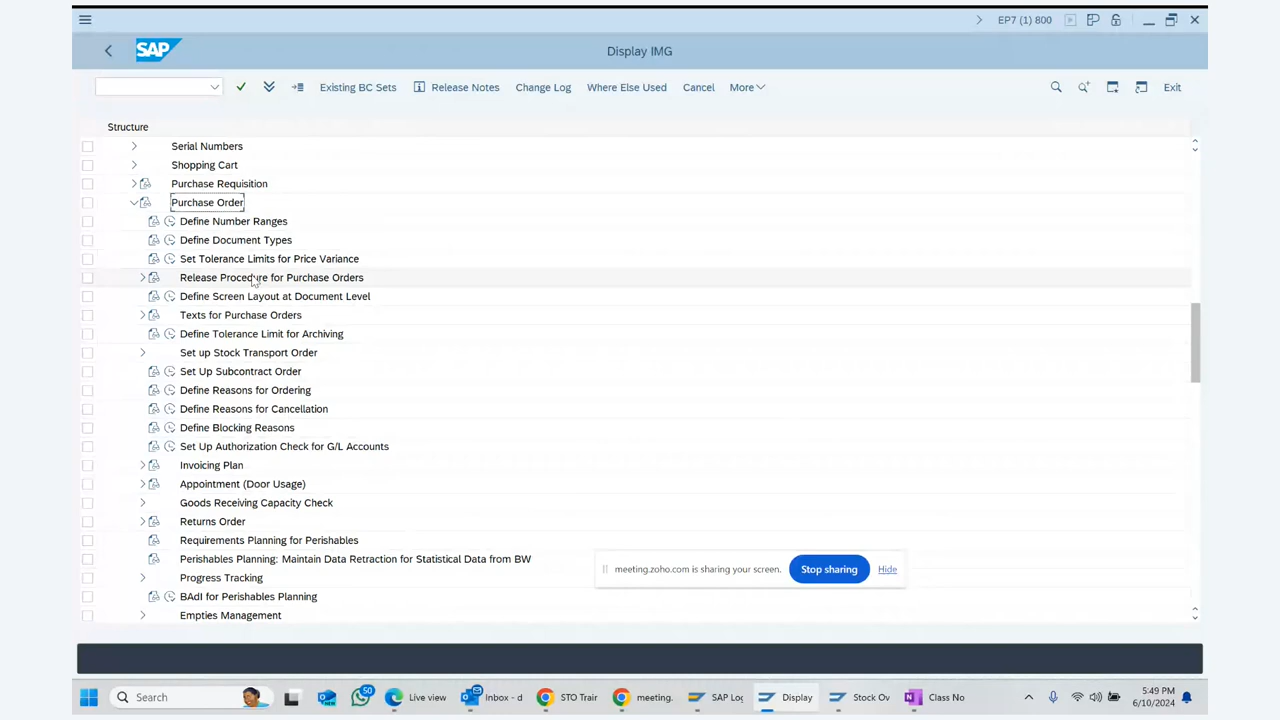 EP7 (1) 800
SAP
Display IMG
Existing BC Sets
Release Notes
Change Log
Where Else Used
Cancel
More
Exit
Structure
Serial Numbers
Shopping Cart
Purchase Requisition
Purchase Order
Define Number Ranges
Define Document Types
Set Tolerance Limits for Price Variance
Release Procedure for Purchase Orders
Define Screen Layout at Document Level
Texts for Purchase Orders
Define Tolerance Limit for Archiving
Set up Stock Transport Order
Set Up Subcontract Order
Define Reasons for Ordering
Define Reasons for Cancellation
Define Blocking Reasons
Set Up Authorization Check for G/L Accounts
Invoicing Plan
Appointment (Door Usage)
Goods Receiving Capacity Check
Returns Order
Requirements Planning for Perishables
Perishables Planning: Maintain Data Retraction for Statistical Data from BW
Progress Tracking
BAdI for Perishables Planning
Empties Management
meeting.zoho.com is sharing your screen.
Stop sharing
Hide
Search
50
Live view
Inbox - d
STO Trair
meeting.
SAP Log
Display
Stock Ov
Class No
5:49 PM
6/10/2024